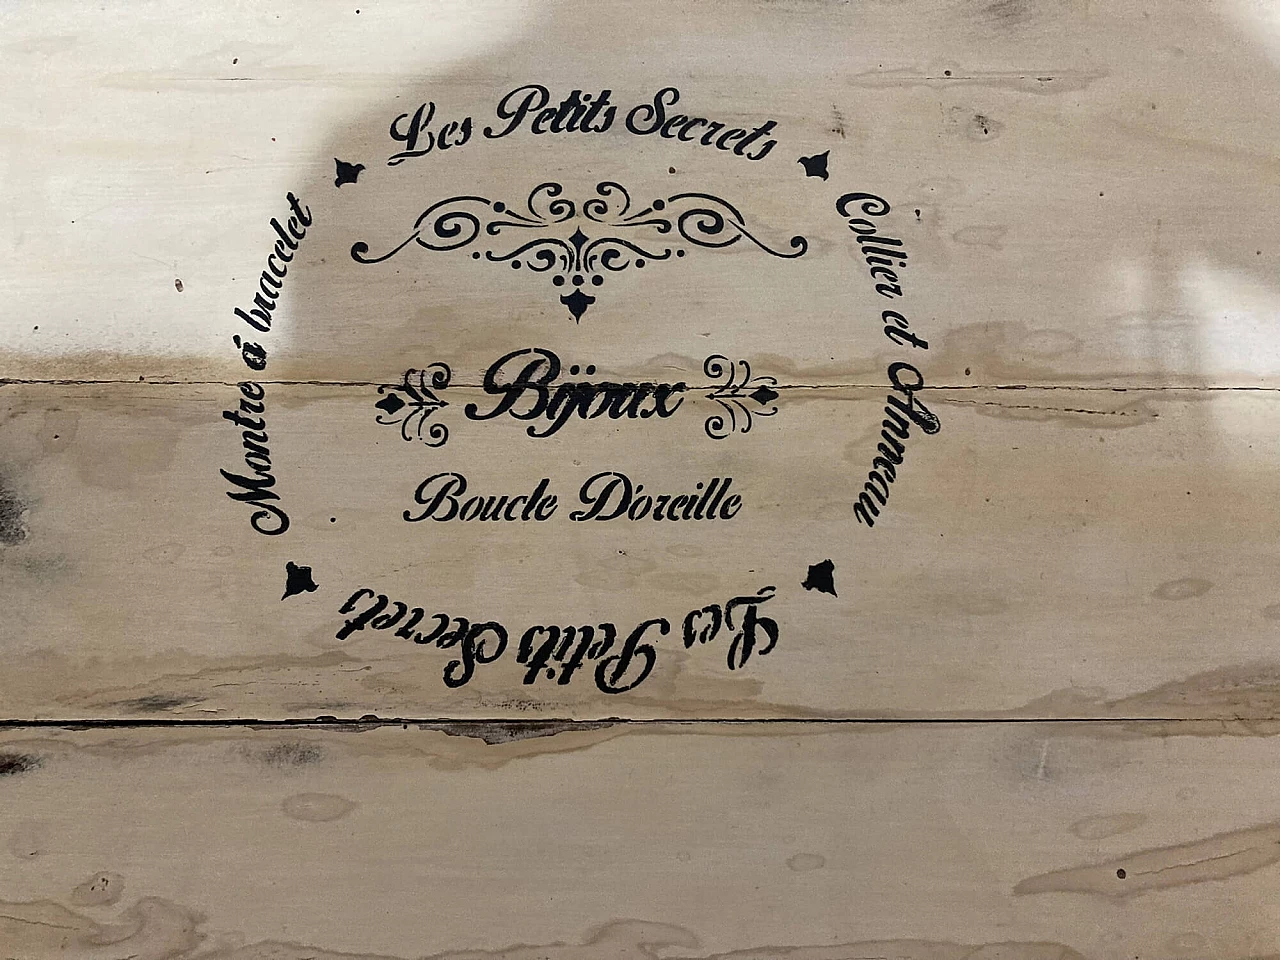 Les Petits Secrets
Collier et Anneau
Montre á bracelet
Bijoux
Boucle D'oreille
Les Petits Secrets